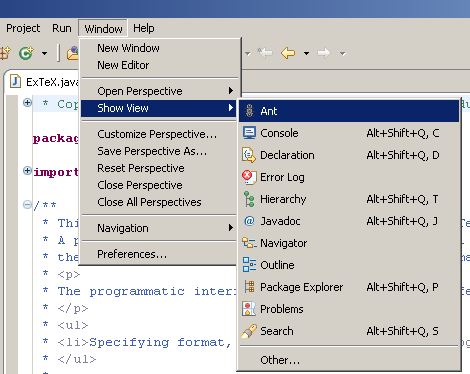 Project Run Window Help
New Window
New Editor
Open Perspective
Show View
Customize Perspective...
Save Perspective As...
Reset Perspective
Close Perspective
Close All Perspectives
Navigation
Preferences...
Ant
Console Alt+Shift+Q, C
Declaration Alt+Shift+Q, D
Error Log
Hierarchy Alt+Shift+Q, T
Javadoc Alt+Shift+Q, J
Navigator
Outline
Package Explorer Alt+Shift+Q, P
Problems
Search Alt+Shift+Q, S
Other...
ExTeX.java
* Cop
packag
import
/**
* Thi
* A p
* the
* <p>
* The programmatic inter
* </p>
* <ul>
* <li>Specifying format,
* </ul>